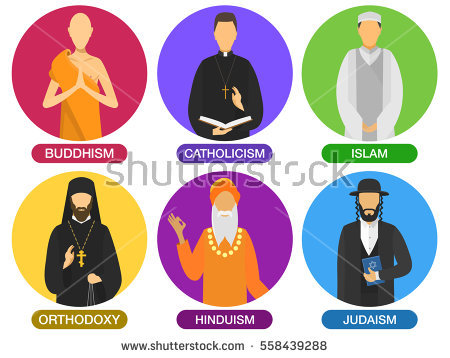 BUDDHISM
CATHOLICISM
ISLAM
shutterstock
ORTHODOXY
HINDUISM
JUDAISM
www.shutterstock.com · 558439288